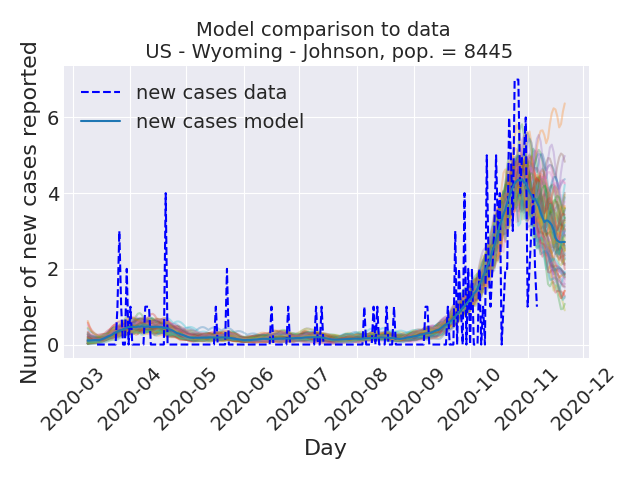 Model comparison to data
US - Wyoming - Johnson, pop. = 8445
new cases data
new cases model
Number of new cases reported
6
4
2
0
2020-03
2020-04
2020-05
2020-06
2020-07
2020-08
2020-09
2020-10
2020-11
2020-12
Day